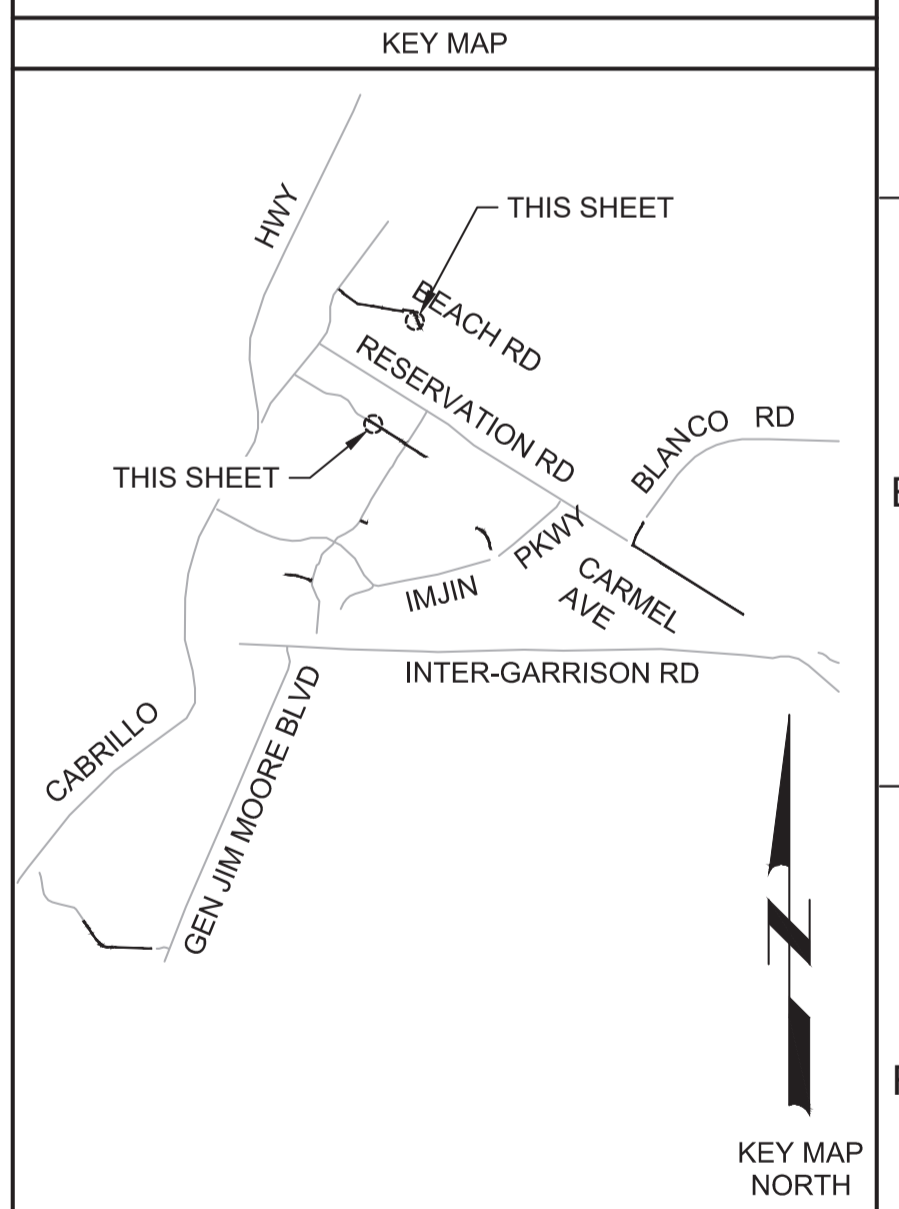 KEY MAP
HWY
THIS SHEET
BEACH RD
RESERVATION RD
BLANCO RD
THIS SHEET
PKWY
IMJIN
CARMEL
AVE
INTER-GARRISON RD
CABRILLO
GEN JIM MOORE BLVD
N
KEY MAP
NORTH